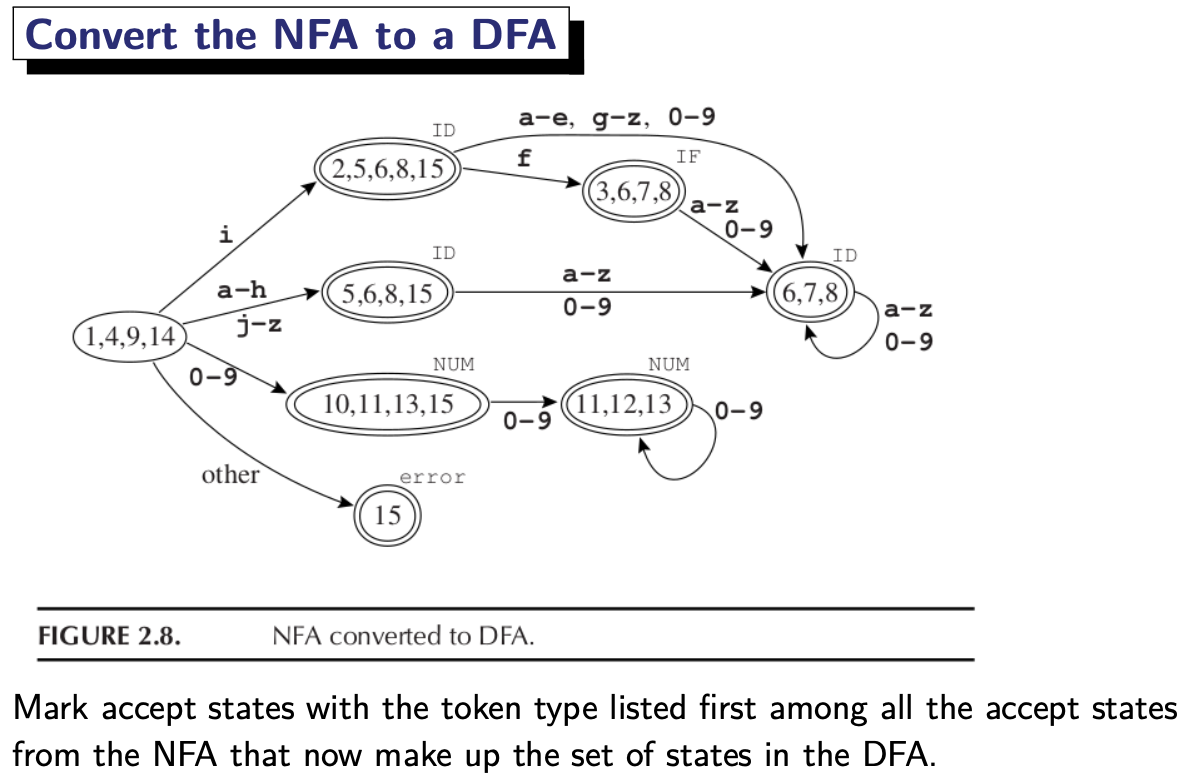 Convert the NFA to a DFA
a–e, g–z, 0–9
ID
2,5,6,8,15
f
IF
3,6,7,8
a–z
0–9
i
ID
5,6,8,15
a–z
0–9
ID
6,7,8
a–z
0–9
a–h
j–z
1,4,9,14
0–9
NUM
10,11,13,15
0–9
NUM
11,12,13
0–9
other
error
15
FIGURE 2.8. NFA converted to DFA.
Mark accept states with the token type listed first among all the accept states
from the NFA that now make up the set of states in the DFA.